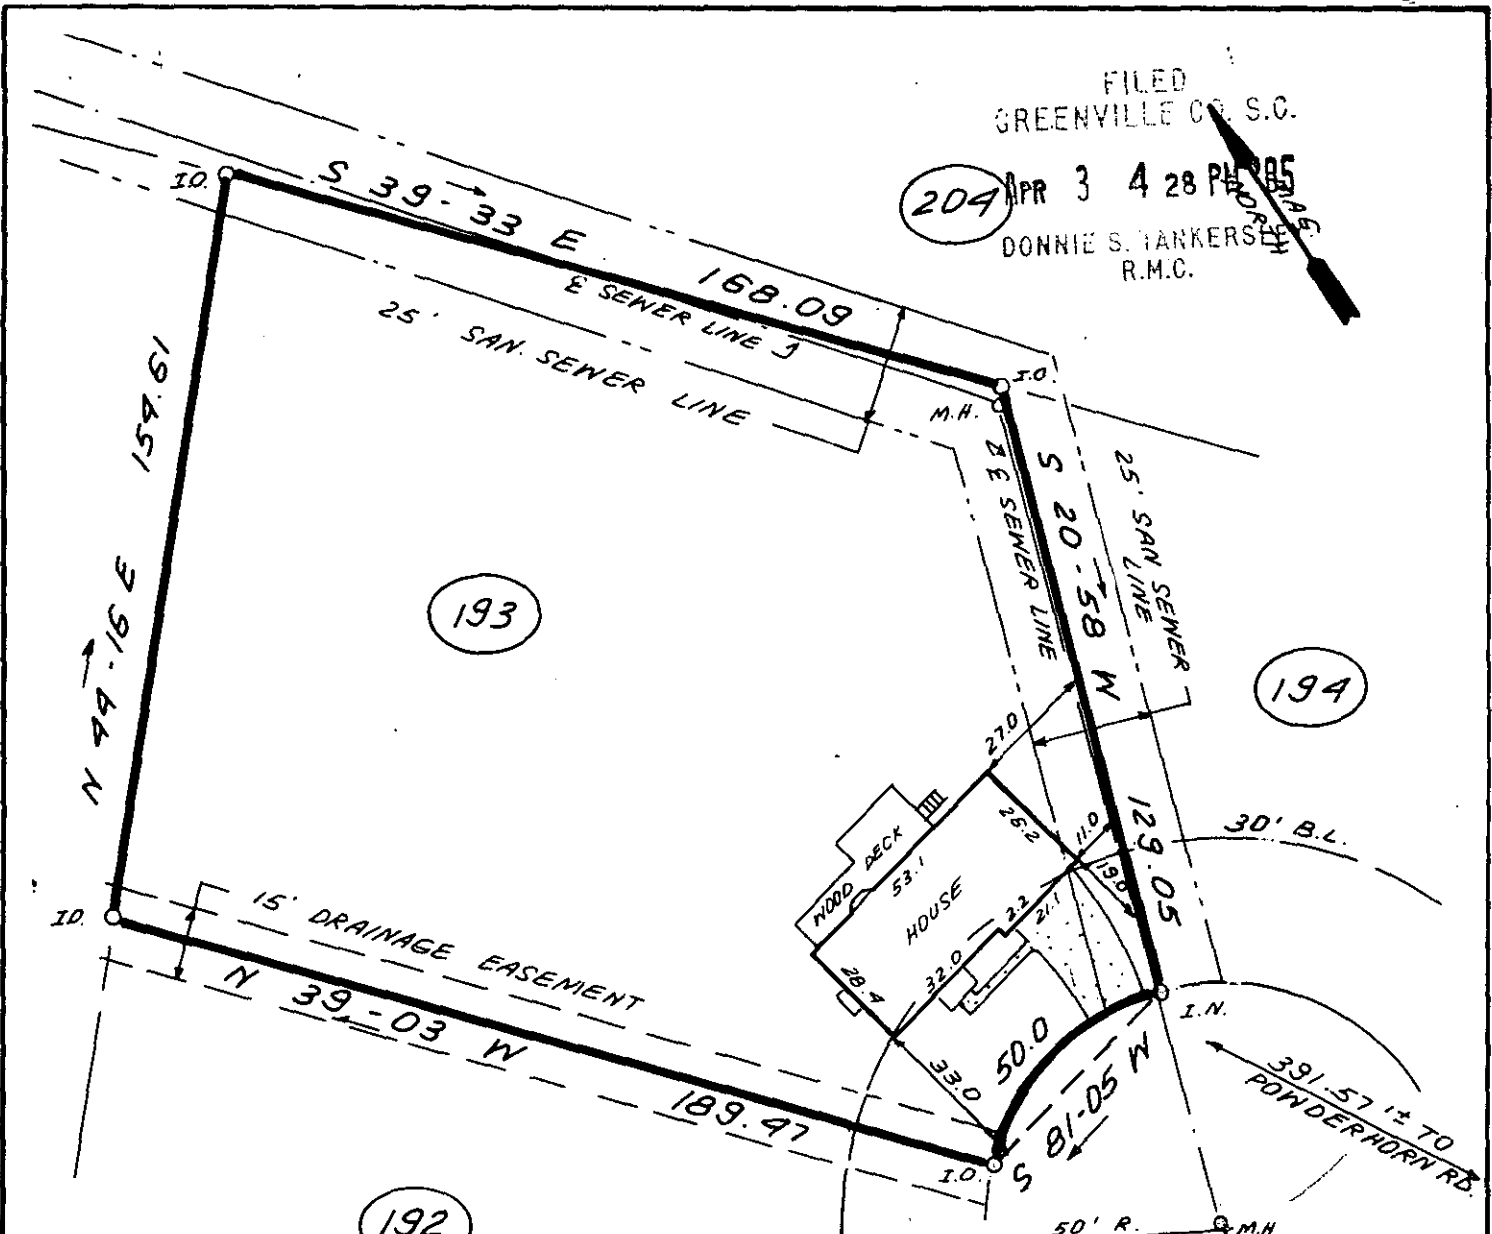 FILED
GREENVILLE CO. S.C.
204
APR 3 4 28 PM '85
MAG.
NORTH
DONNIE S. TANKERSLEY
R.M.C.
I.O.
S 39-33 E 168.09
℄ SEWER LINE
25' SAN. SEWER LINE
I.O.
M.H.
159.61
N 44-16 E
S 20-58 W 129.05
℄ SEWER LINE
25' SAN SEWER
LINE
193
194
27.0
26.2
11.0
19.0
30' B.L.
WOOD DECK
53.1
HOUSE
2.2
21.1
32.0
28.4
33.0
I.O.
15' DRAINAGE EASEMENT
N 39-03 W 189.47
50.0
S 81-05 W
I.N.
391.57 '± TO
POWDERHORN RD.
I.O.
192
50' R.
M.H